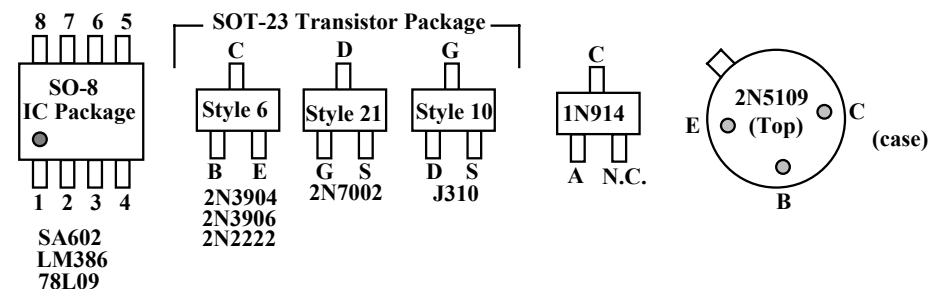 8 7 6 5
SO-8
IC Package
1 2 3 4
SA602
LM386
78L09
SOT-23 Transistor Package
C
Style 6
B E
2N3904
2N3906
2N2222
D
Style 21
G S
2N7002
G
Style 10
D S
J310
C
1N914
A N.C.
2N5109
(Top)
E
C
(case)
B